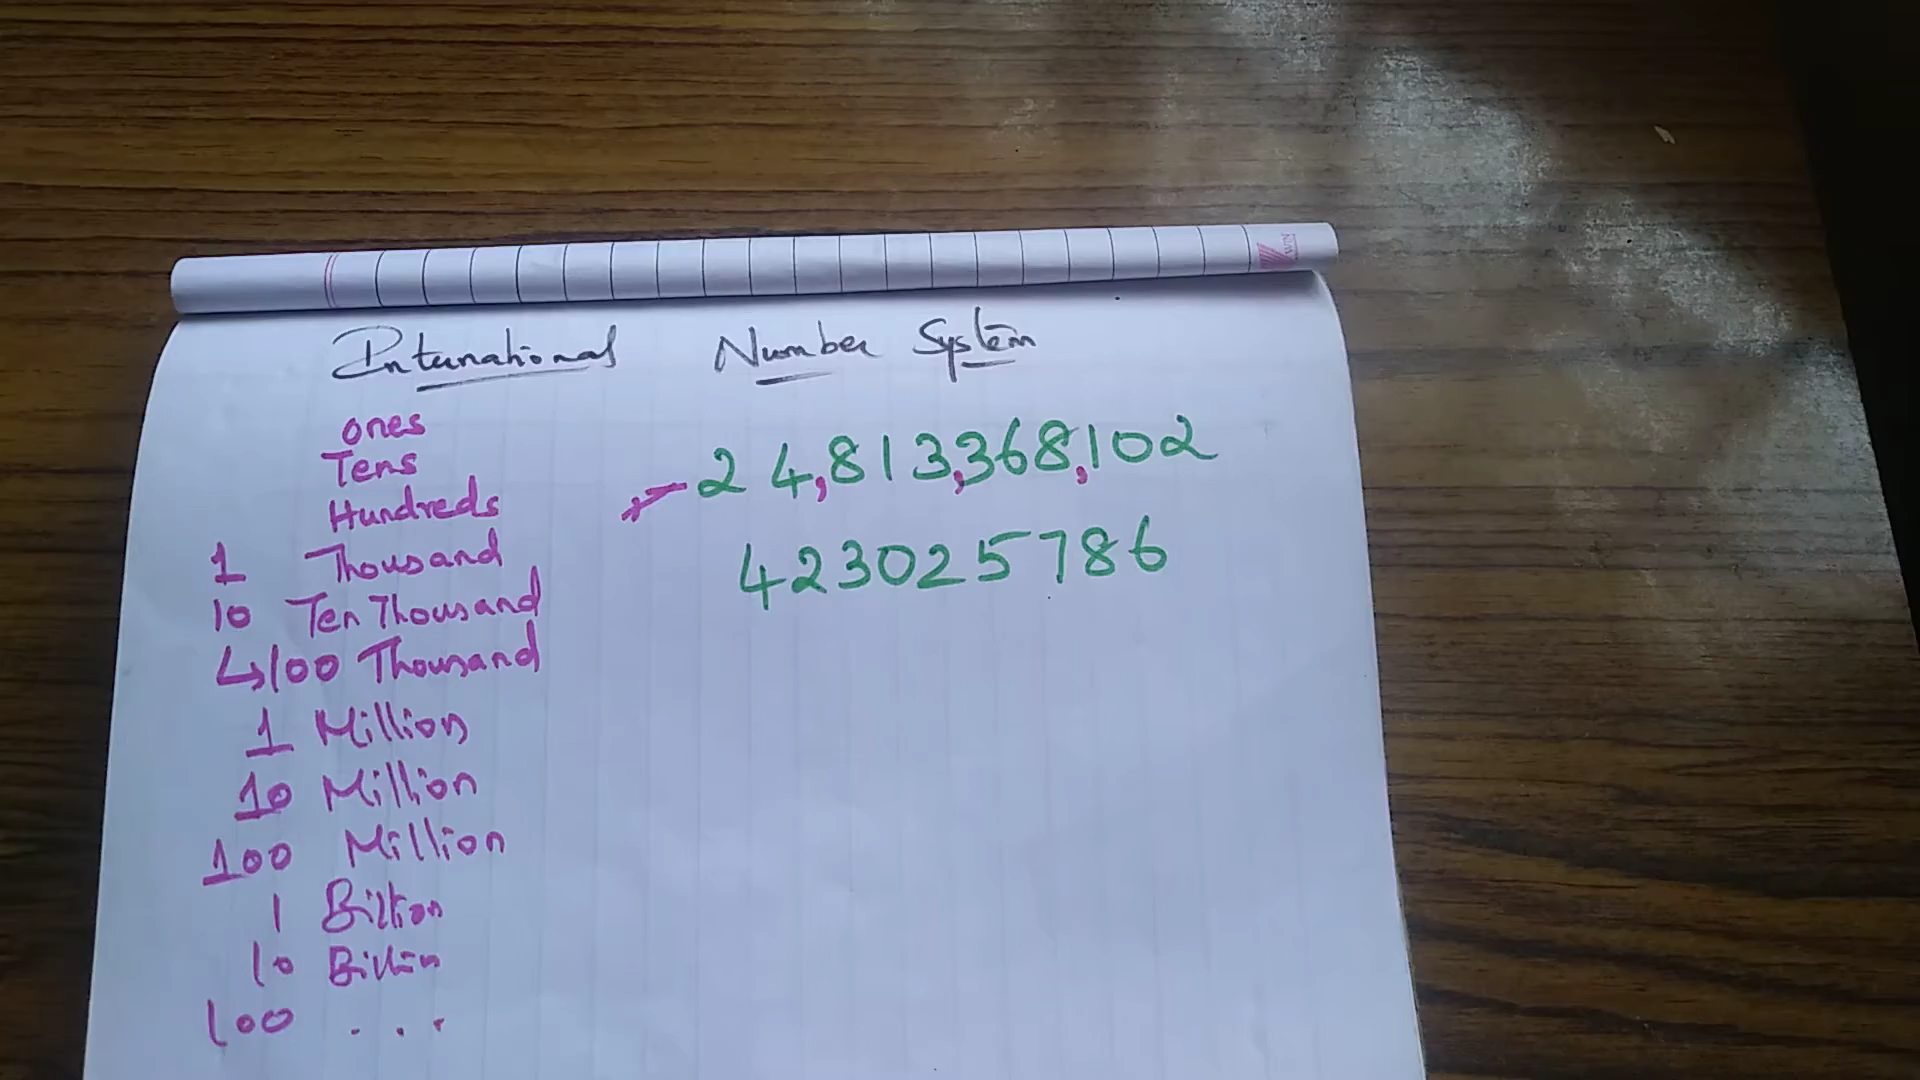 International Number System
ones
Tens
Hundreds
1 Thousand
10 Ten Thousand
100 Thousand
1 Million
10 Million
100 Million
1 Billion
10 Billion
100 ...
24,813,368,102
423025786